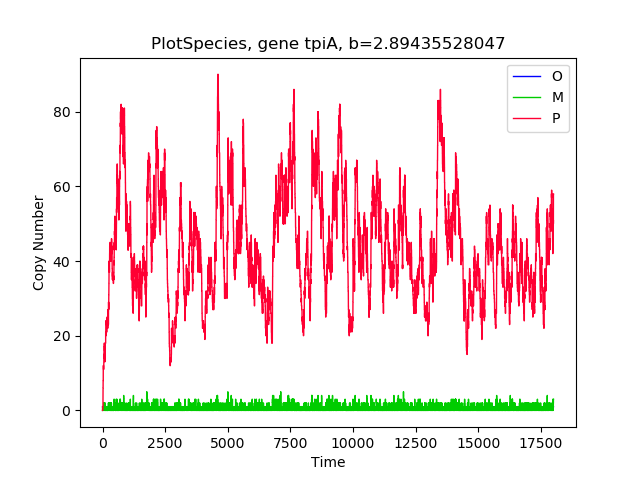 PlotSpecies, gene tpiA, b=2.89435528047
O
M
P
80
60
40
20
0
Copy Number
0 2500 5000 7500 10000 12500 15000 17500
Time